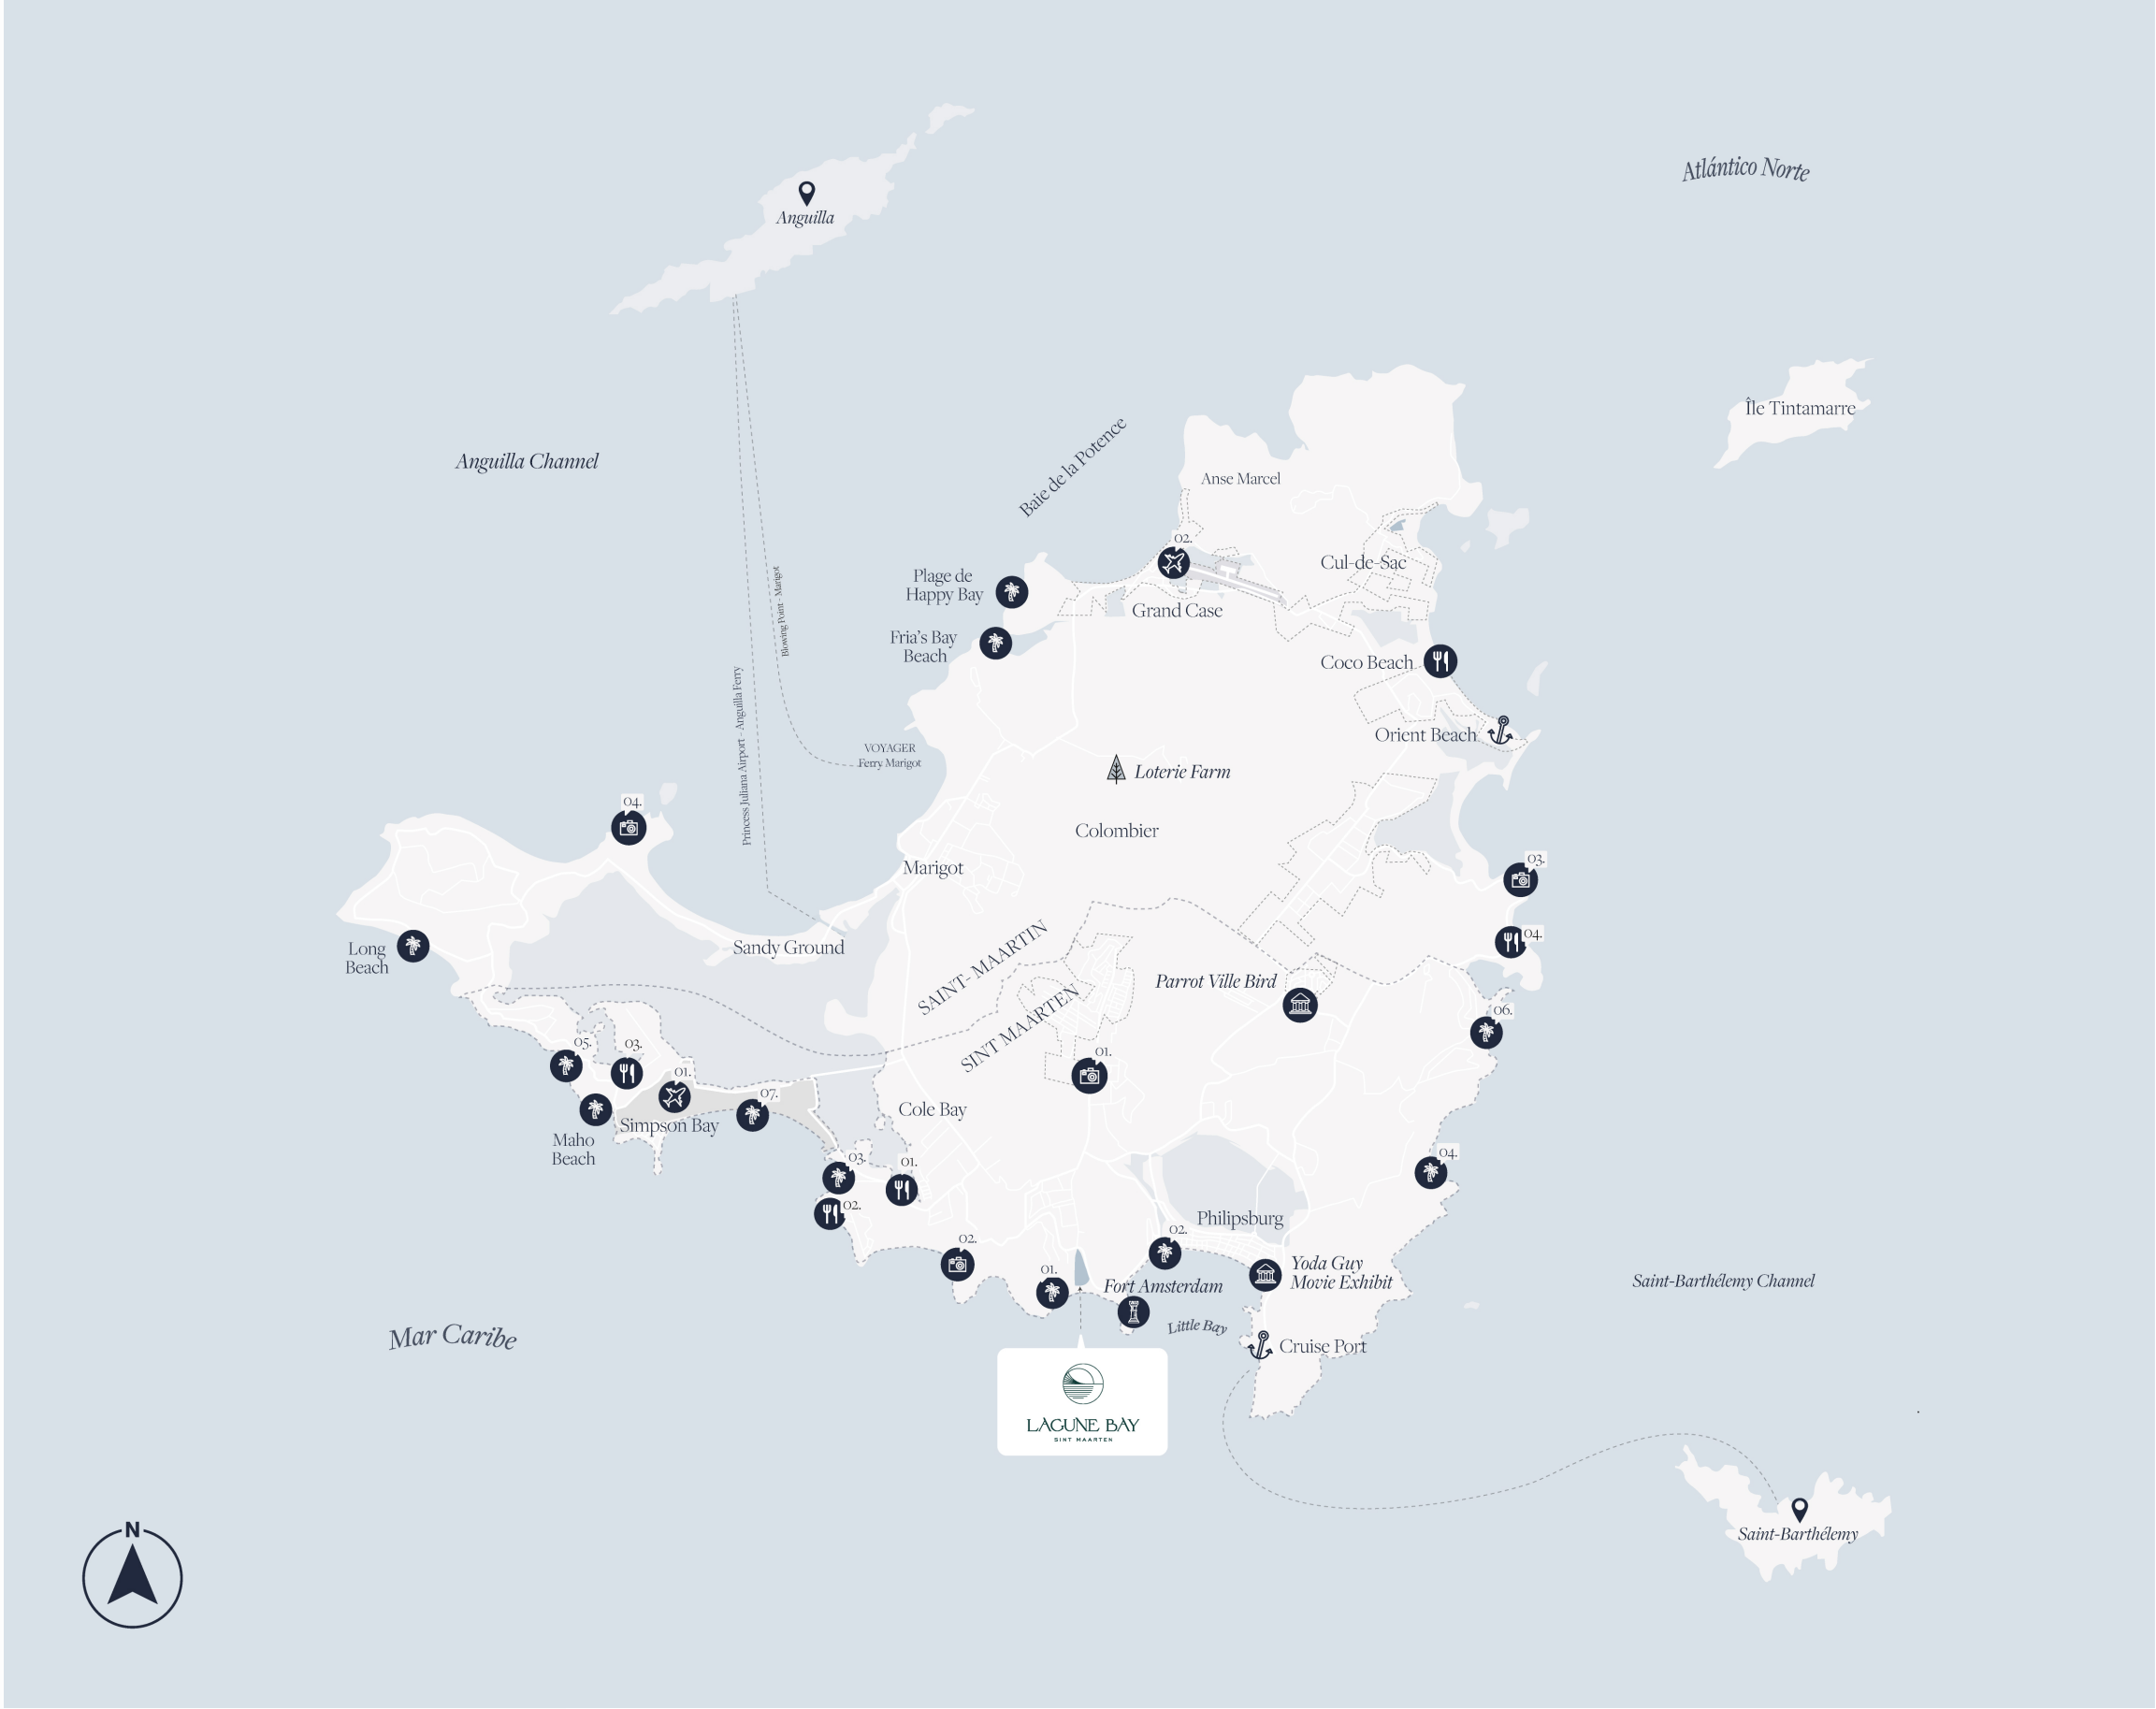 Atlántico Norte
Anguilla
Île Tintamarre
Anguilla Channel
Baie de la Potence
Anse Marcel
02.
Cul-de-Sac
Plage de
Happy Bay
Grand Case
Blowing Point - Marigot
Fria's Bay
Beach
Coco Beach
Princess Juliana Airport - Anguilla Ferry
Orient Beach
VOYAGER
Ferry Marigot
Loterie Farm
04.
Colombier
Marigot
03.
Long
Beach
Sandy Ground
04.
SAINT-MAARTIN
Parrot Ville Bird
SINT MAARTEN
06.
05.
03.
01.
01.
07.
Cole Bay
Simpson Bay
Maho
Beach
03.
01.
04.
02.
Philipsburg
02.
02.
01.
Yoda Guy
Movie Exhibit
Fort Amsterdam
Saint-Barthélemy Channel
Little Bay
Mar Caribe
Cruise Port
LAGUNE BAY
SINT MAARTEN
Saint-Barthélemy
N